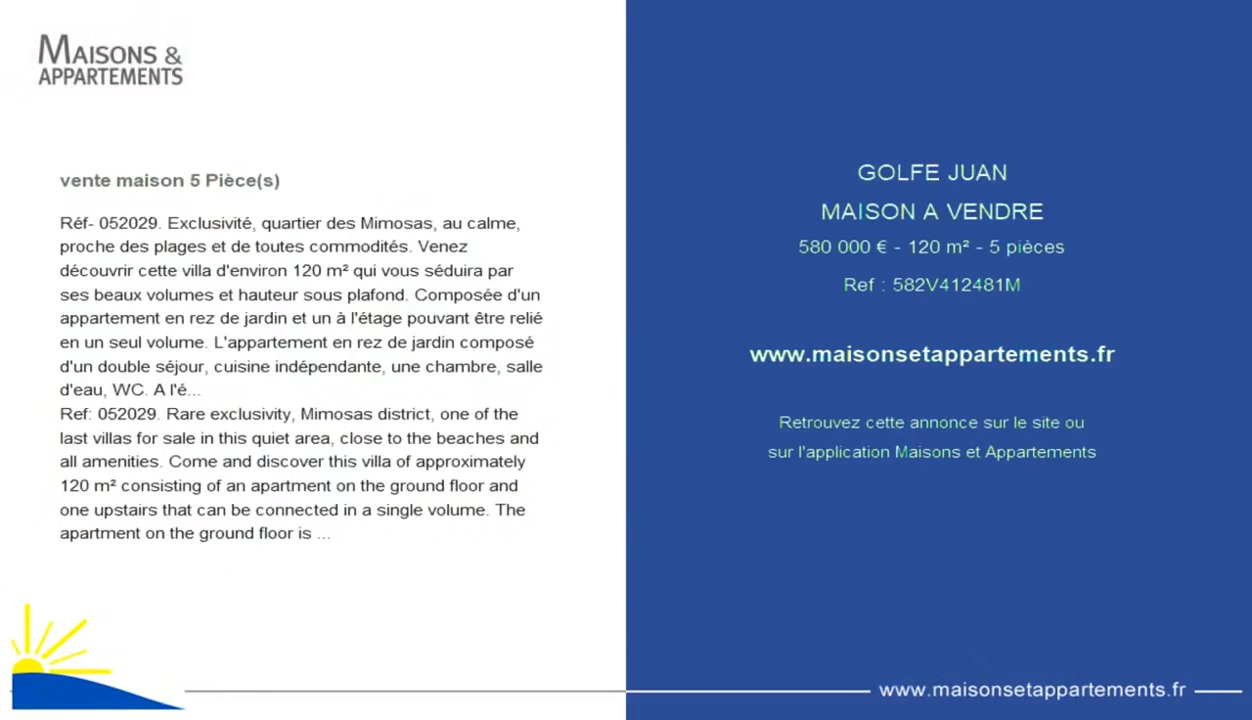 MAISONS &
APPARTEMENTS
vente maison 5 Pièce(s)
Réf- 052029. Exclusivité, quartier des Mimosas, au calme,
proche des plages et de toutes commodités. Venez
découvrir cette villa d'environ 120 m² qui vous séduira par
ses beaux volumes et hauteur sous plafond. Composée d'un
appartement en rez de jardin et un à l'étage pouvant être relié
en un seul volume. L'appartement en rez de jardin composé
d'un double séjour, cuisine indépendante, une chambre, salle
d'eau, WC. A l'é...
Ref: 052029. Rare exclusivity, Mimosas district, one of the
last villas for sale in this quiet area, close to the beaches and
all amenities. Come and discover this villa of approximately
120 m² consisting of an apartment on the ground floor and
one upstairs that can be connected in a single volume. The
apartment on the ground floor is ...
GOLFE JUAN
MAISON A VENDRE
580 000 € - 120 m² - 5 pièces
Ref : 582V412481M
www.maisonsetappartements.fr
Retrouvez cette annonce sur le site ou
sur l'application Maisons et Appartements
www.maisonsetappartements.fr